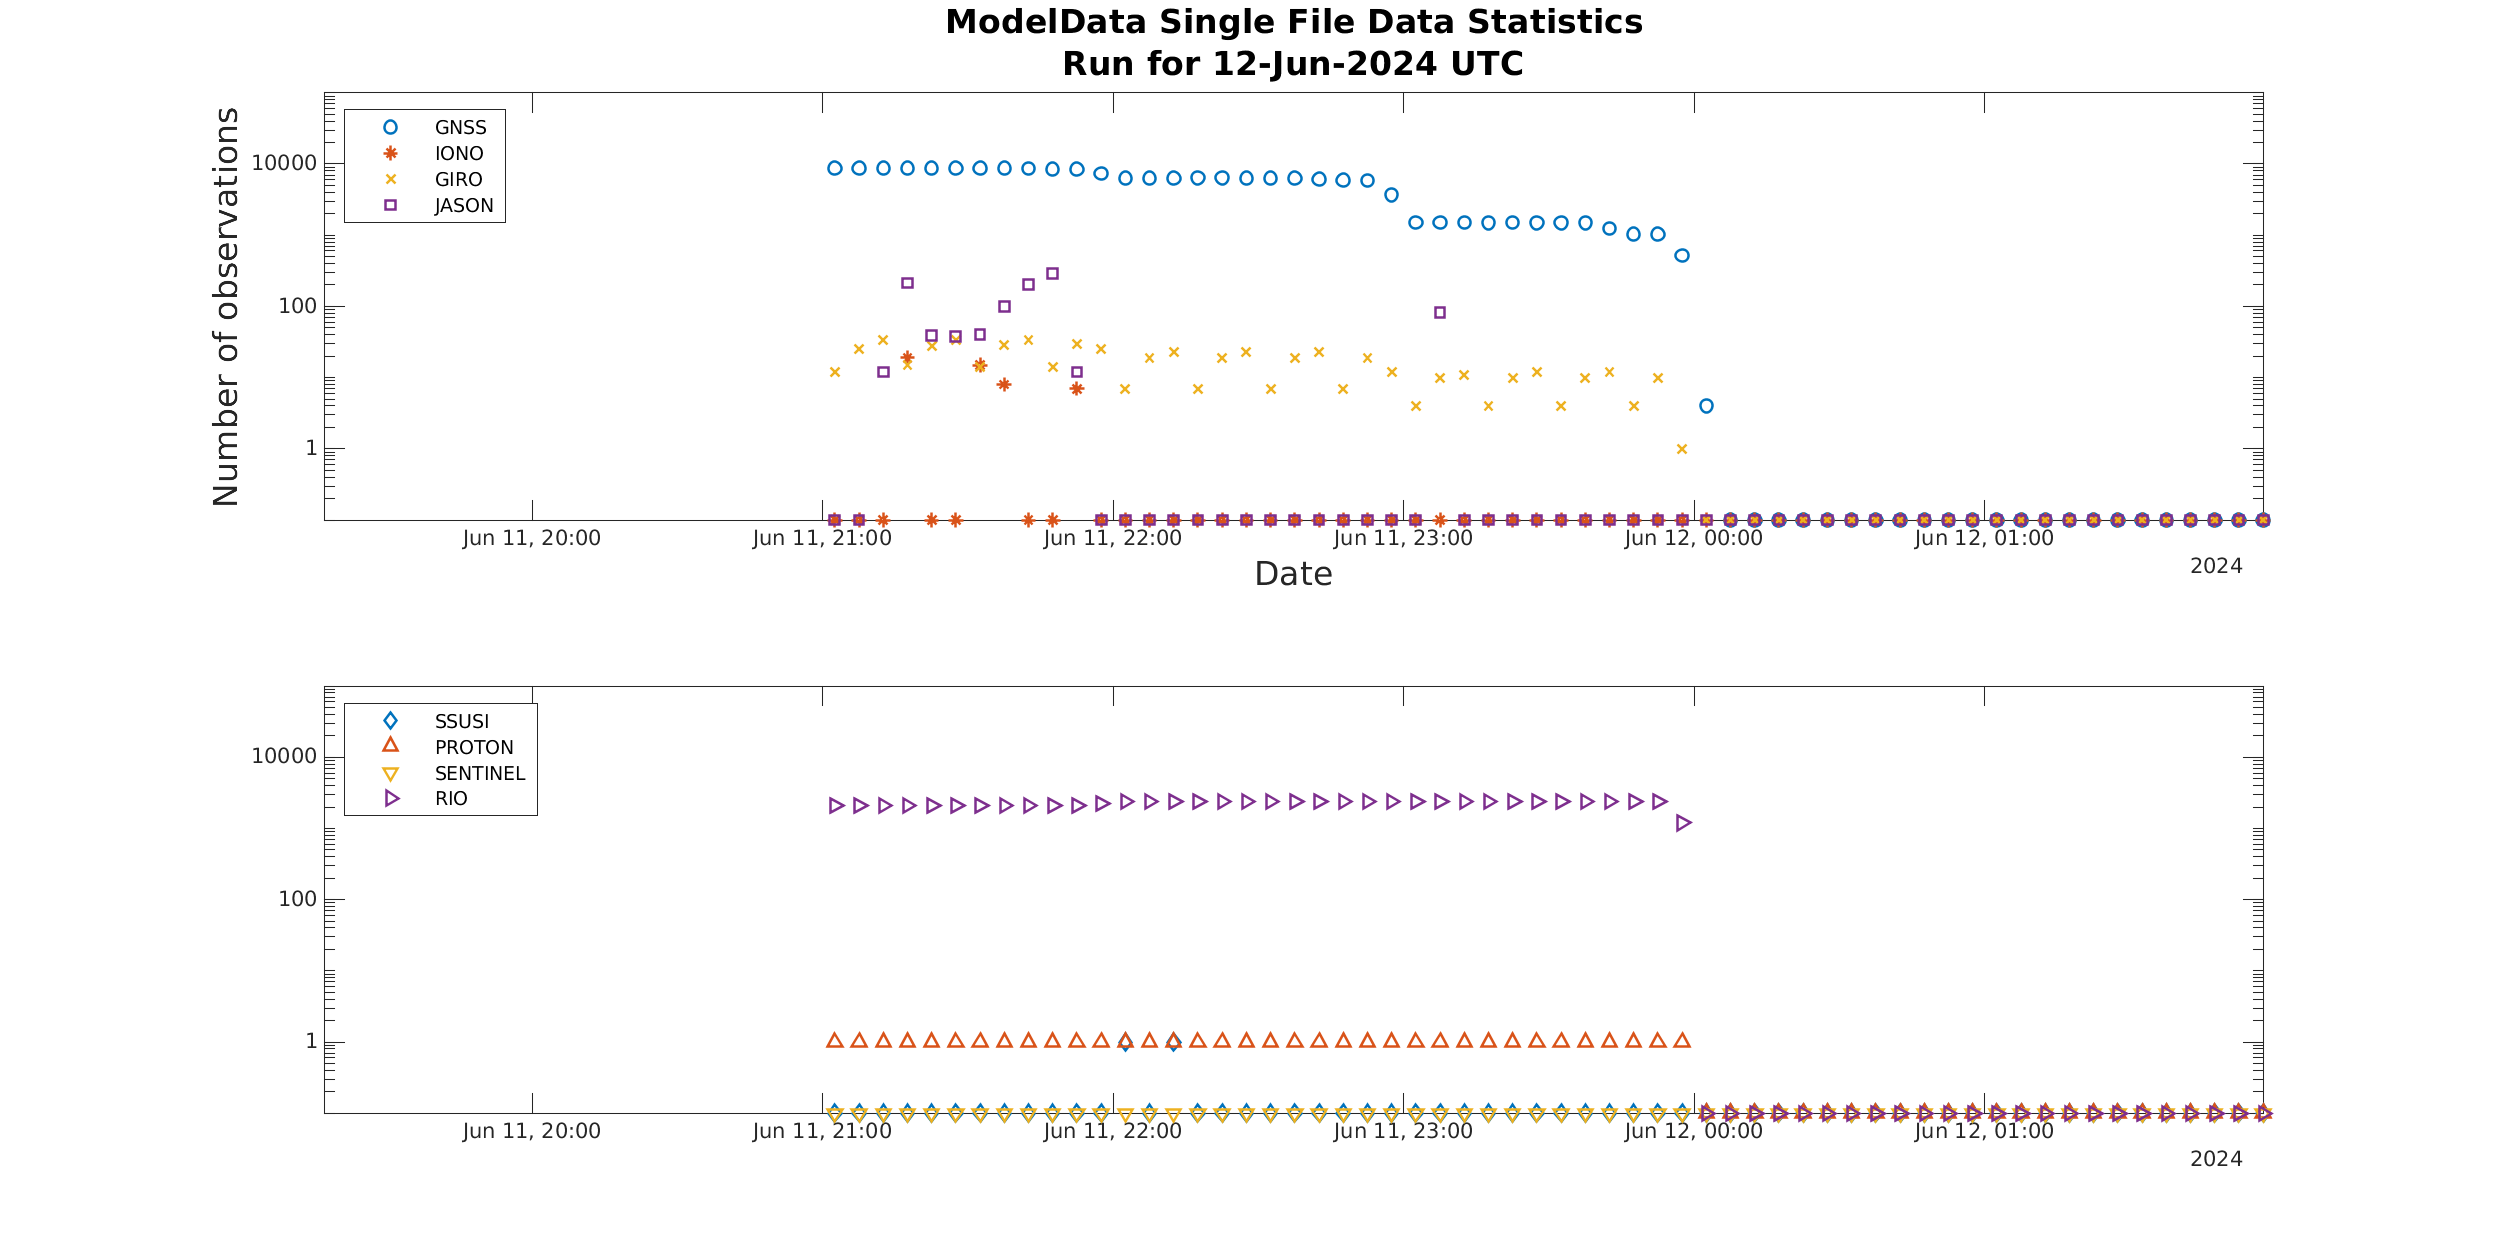 ModelData Single File Data Statistics
Run for 12-Jun-2024 UTC
Number of observations
10000
100
1
GNSS
IONO
GIRO
JASON
Jun 11, 20:00 Jun 11, 21:00 Jun 11, 22:00 Jun 11, 23:00 Jun 12, 00:00 Jun 12, 01:00
2024
Date
10000
100
1
SSUSI
PROTON
SENTINEL
RIO
Jun 11, 20:00 Jun 11, 21:00 Jun 11, 22:00 Jun 11, 23:00 Jun 12, 00:00 Jun 12, 01:00
2024